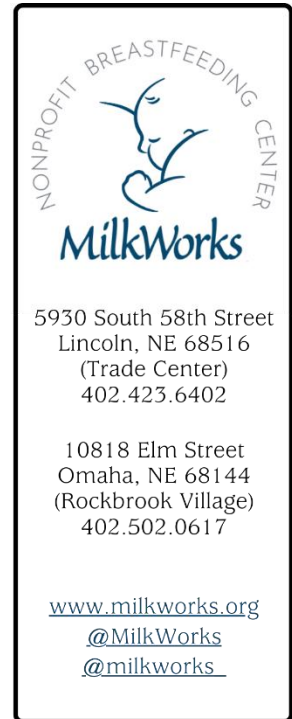 NONPROFIT BREASTFEEDING CENTER
MilkWorks
5930 South 58th Street
Lincoln, NE 68516
(Trade Center)
402.423.6402
10818 Elm Street
Omaha, NE 68144
(Rockbrook Village)
402.502.0617
www.milkworks.org
@MilkWorks
@milkworks_